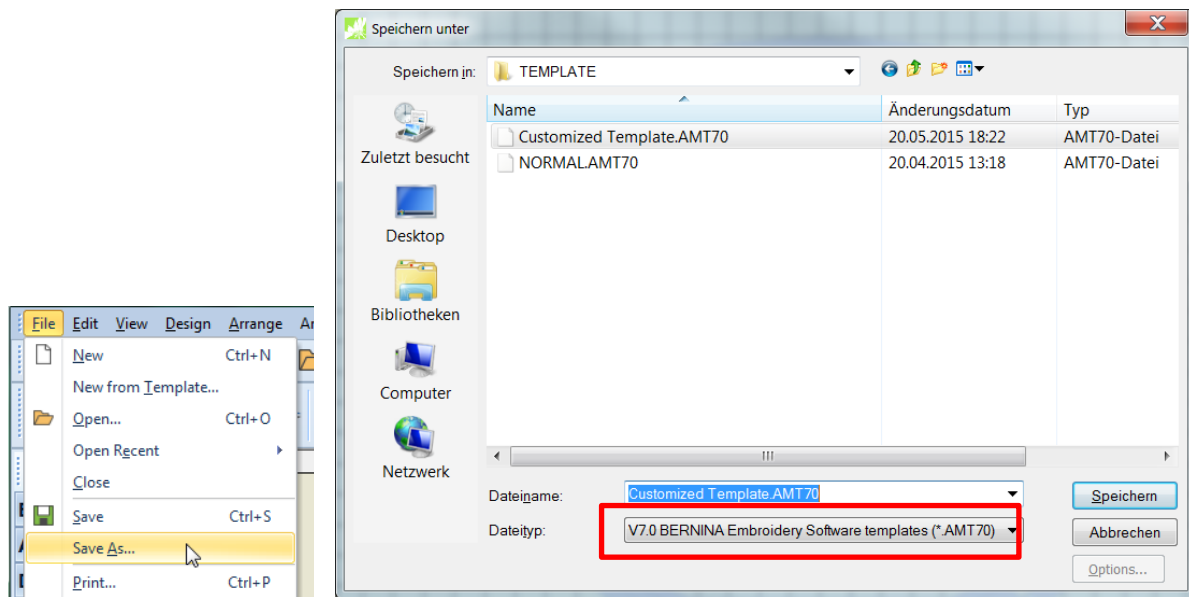 File Edit View Design Arrange
New Ctrl+N
New from Template...
Open... Ctrl+O
Open Recent
Close
Save Ctrl+S
Save As...
Print... Ctrl+P
Speichern unter
Speichern in: TEMPLATE
Name Änderungsdatum Typ
Customized Template.AMT70 20.05.2015 18:22 AMT70-Datei
NORMAL.AMT70 20.04.2015 13:18 AMT70-Datei
Zuletzt besucht
Desktop
Bibliotheken
Computer
Netzwerk
Dateiname: Customized Template.AMT70 Speichern
Dateityp: V7.0 BERNINA Embroidery Software templates (*.AMT70) Abbrechen
Options...